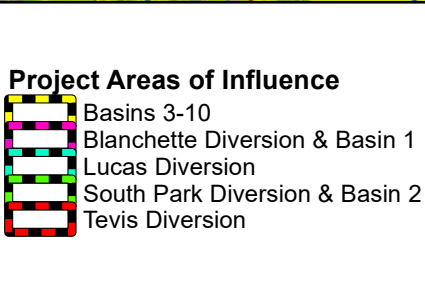 Project Areas of Influence
Basins 3-10
Blanchette Diversion & Basin 1
Lucas Diversion
South Park Diversion & Basin 2
Tevis Diversion